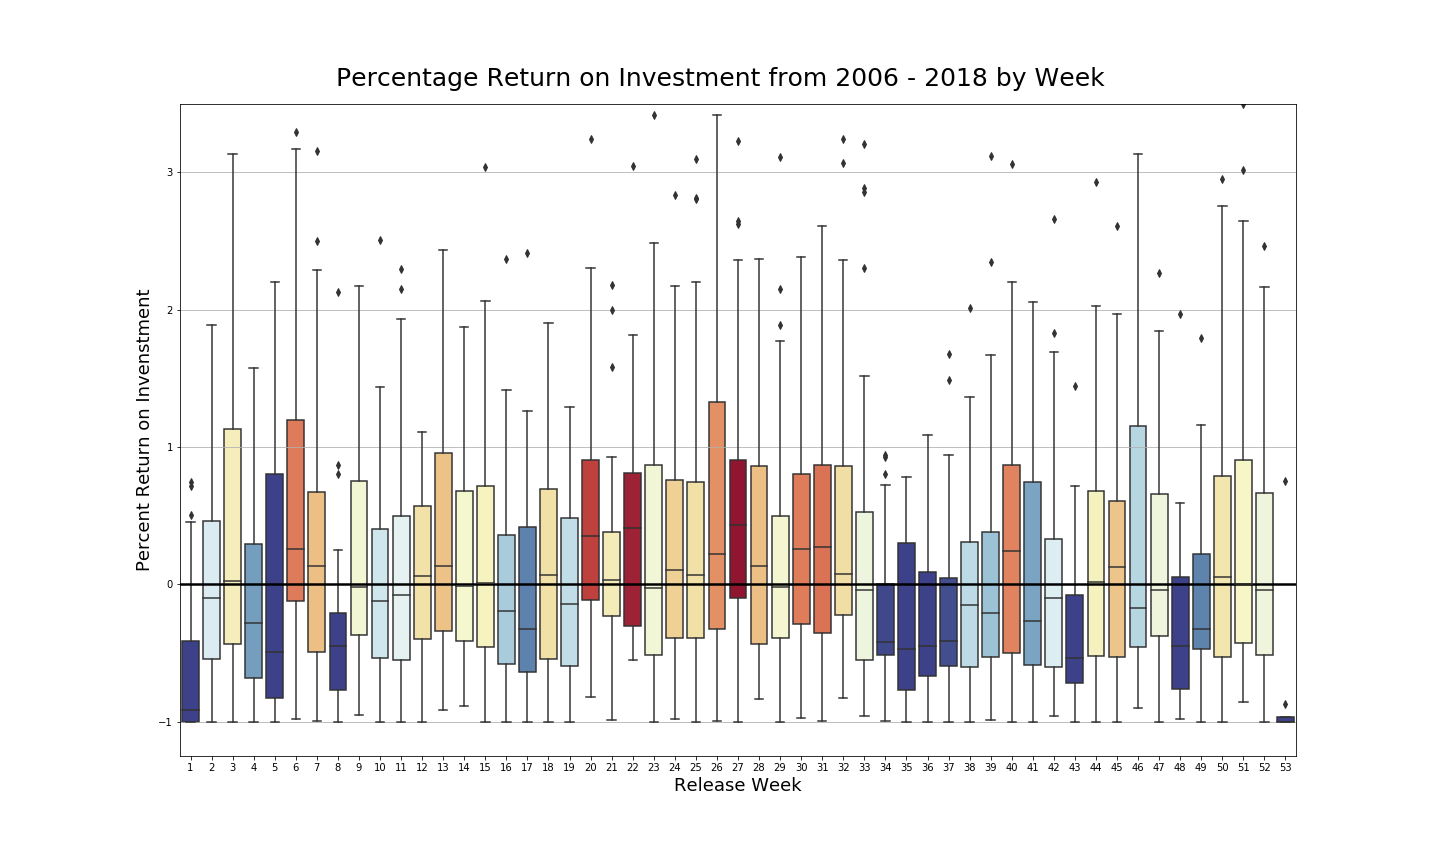 Percentage Return on Investment from 2006 - 2018 by Week
Percent Return on Invenstment
3
2
1
0
−1
1 2 3 4 5 6 7 8 9 10 11 12 13 14 15 16 17 18 19 20 21 22 23 24 25 26 27 28 29 30 31 32 33 34 35 36 37 38 39 40 41 42 43 44 45 46 47 48 49 50 51 52 53
Release Week